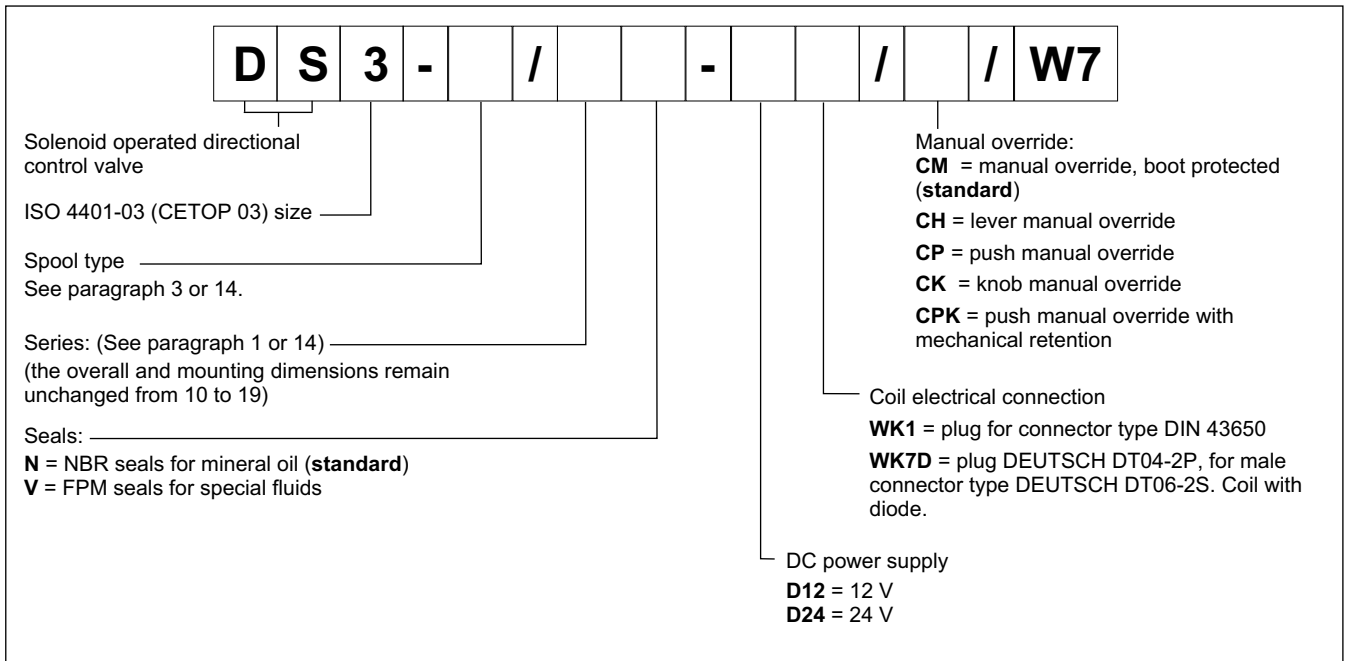 D S 3 - / - / / W7
Solenoid operated directional
control valve
ISO 4401-03 (CETOP 03) size
Spool type
See paragraph 3 or 14.
Series: (See paragraph 1 or 14)
(the overall and mounting dimensions remain
unchanged from 10 to 19)
Seals:
N = NBR seals for mineral oil (standard)
V = FPM seals for special fluids
Manual override:
CM = manual override, boot protected
(standard)
CH = lever manual override
CP = push manual override
CK = knob manual override
CPK = push manual override with
mechanical retention
Coil electrical connection
WK1 = plug for connector type DIN 43650
WK7D = plug DEUTSCH DT04-2P, for male
connector type DEUTSCH DT06-2S. Coil with
diode.
DC power supply
D12 = 12 V
D24 = 24 V